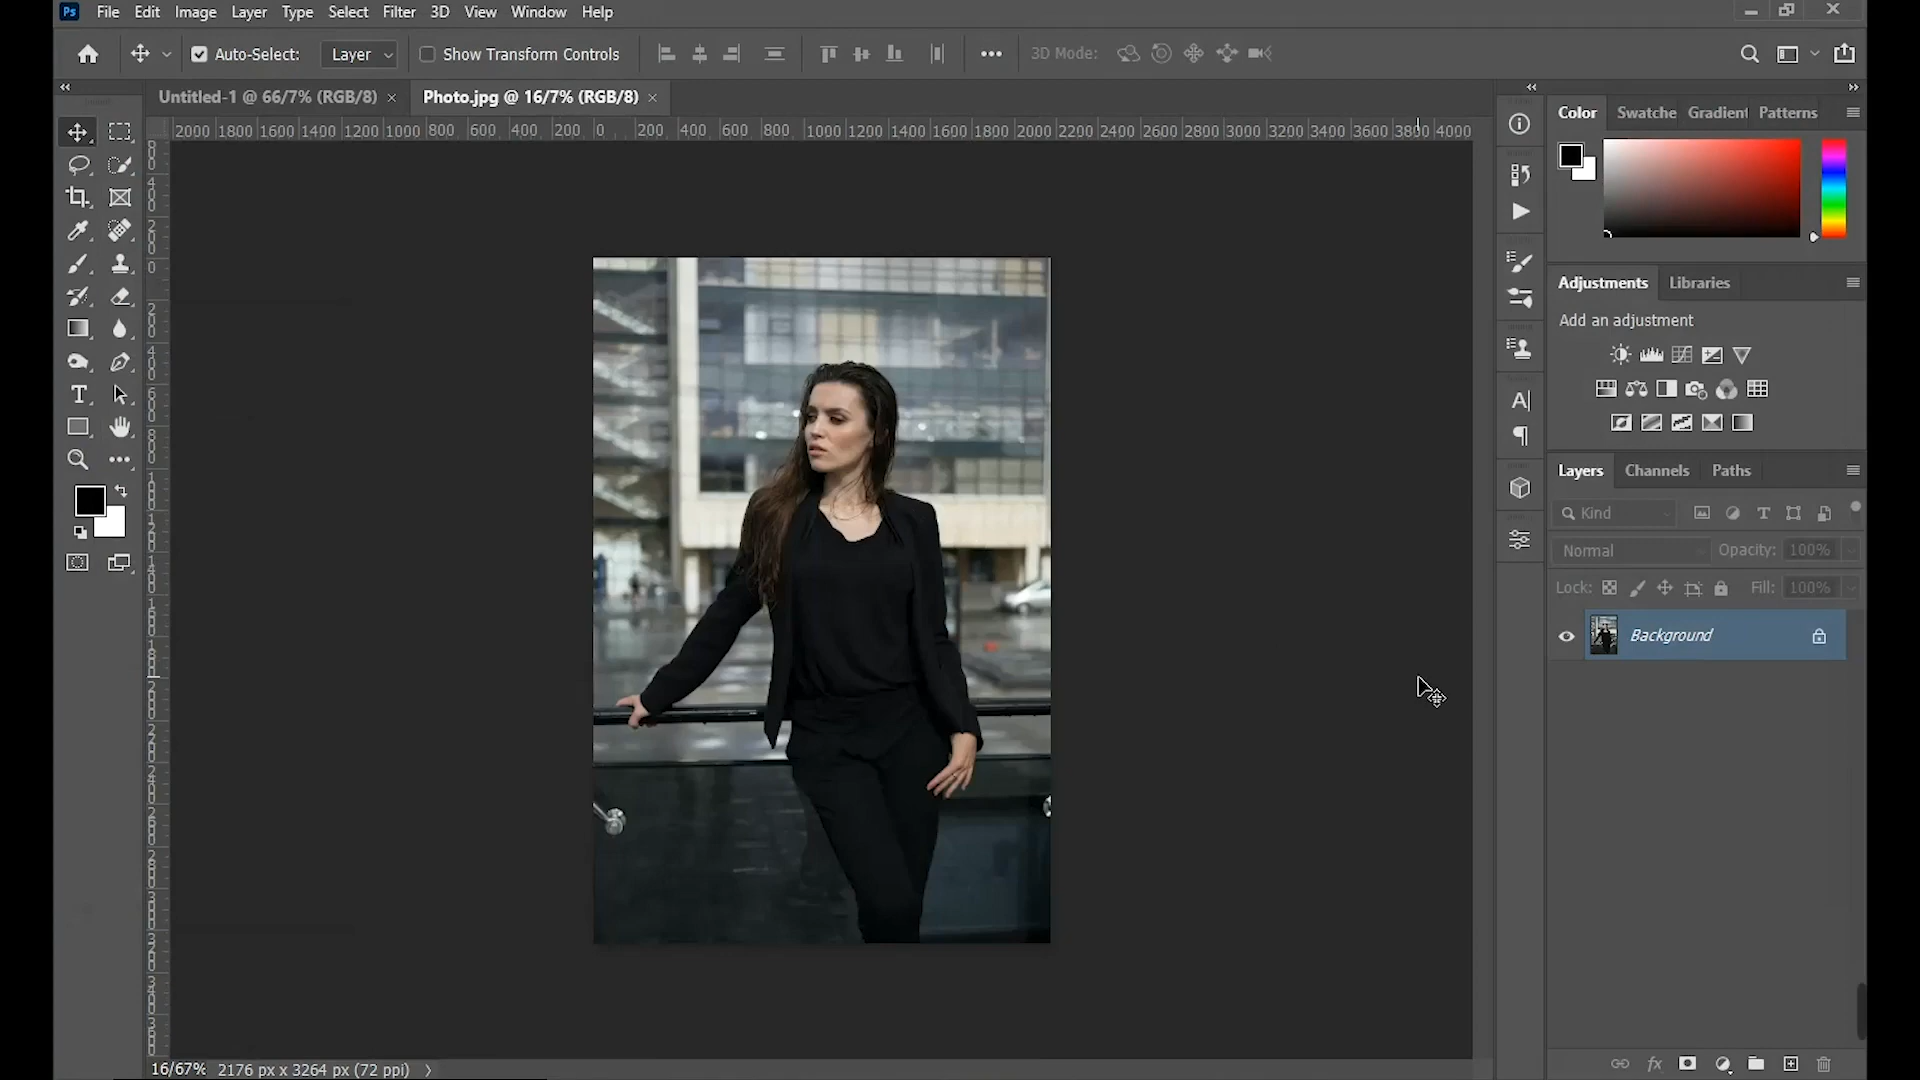 Ps File Edit Image Layer Type Select Filter 3D View Window Help
Auto-Select: Layer Show Transform Controls 3D Mode:
Untitled-1 @ 66/7% (RGB/8) × Photo.jpg @ 16/7% (RGB/8) ×
2000 1800 1600 1400 1200 1000 800 600 400 200 0 200 400 600 800 1000 1200 1400 1600 1800 2000 2200 2400 2600 2800 3000 3200 3400 3600 3800 4000
Color Swatche Gradient Patterns
Adjustments Libraries
Add an adjustment
Layers Channels Paths
Kind
Normal Opacity: 100%
Lock: Fill: 100%
Background
fx
16/67% 2176 px x 3264 px (72 ppi)